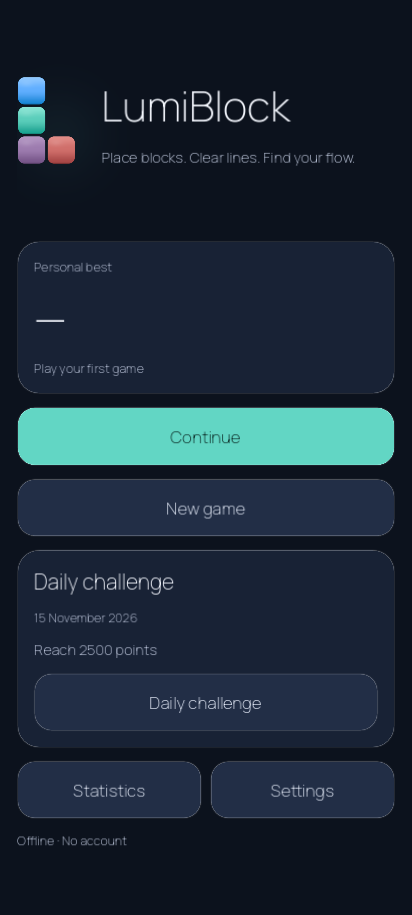 LumiBlock
Place blocks. Clear lines. Find your flow.
Personal best
—
Play your first game
Continue
New game
Daily challenge
15 November 2026
Reach 2500 points
Daily challenge
Statistics
Settings
Offline · No account